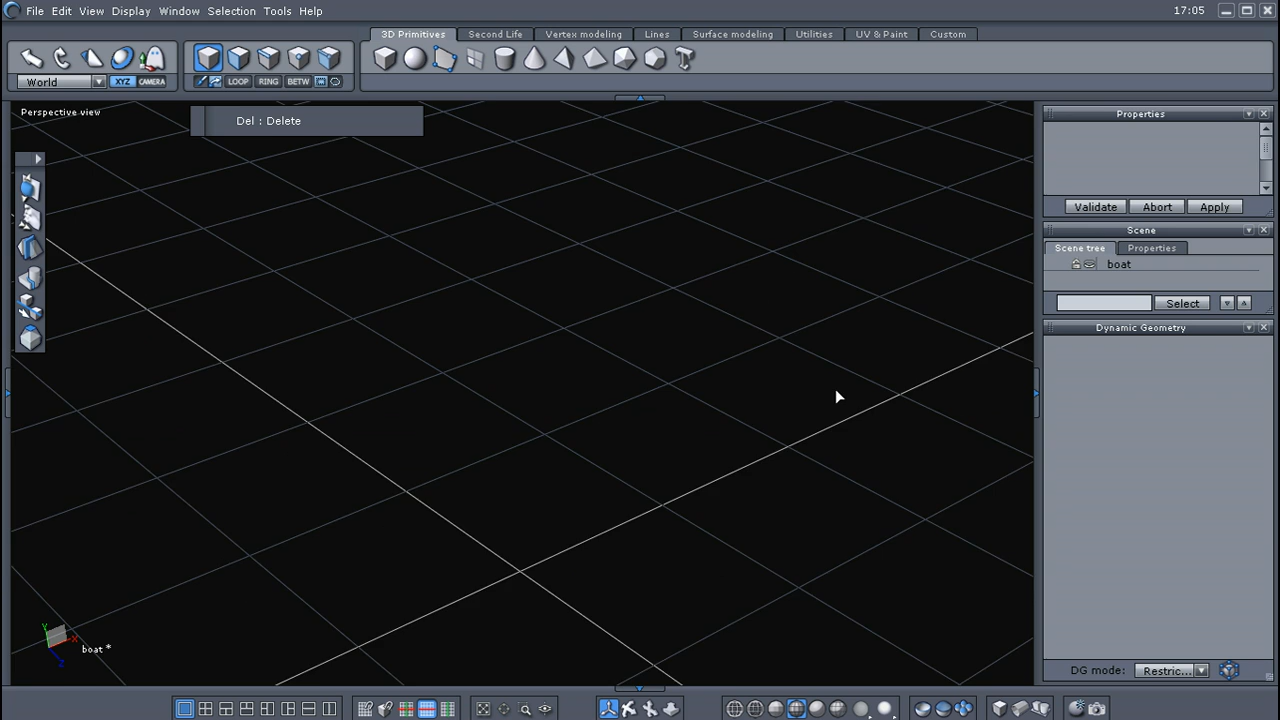 File Edit View Display Window Selection Tools Help 17:05
3D Primitives Second Life Vertex modeling Lines Surface modeling Utilities UV & Paint Custom
World XYZ CAMERA LOOP RING BETW
Perspective view
Del : Delete
Properties
Validate Abort Apply
Scene
Scene tree Properties
boat
Select
Dynamic Geometry
Y
X
Z
boat *
DG mode: Restric...